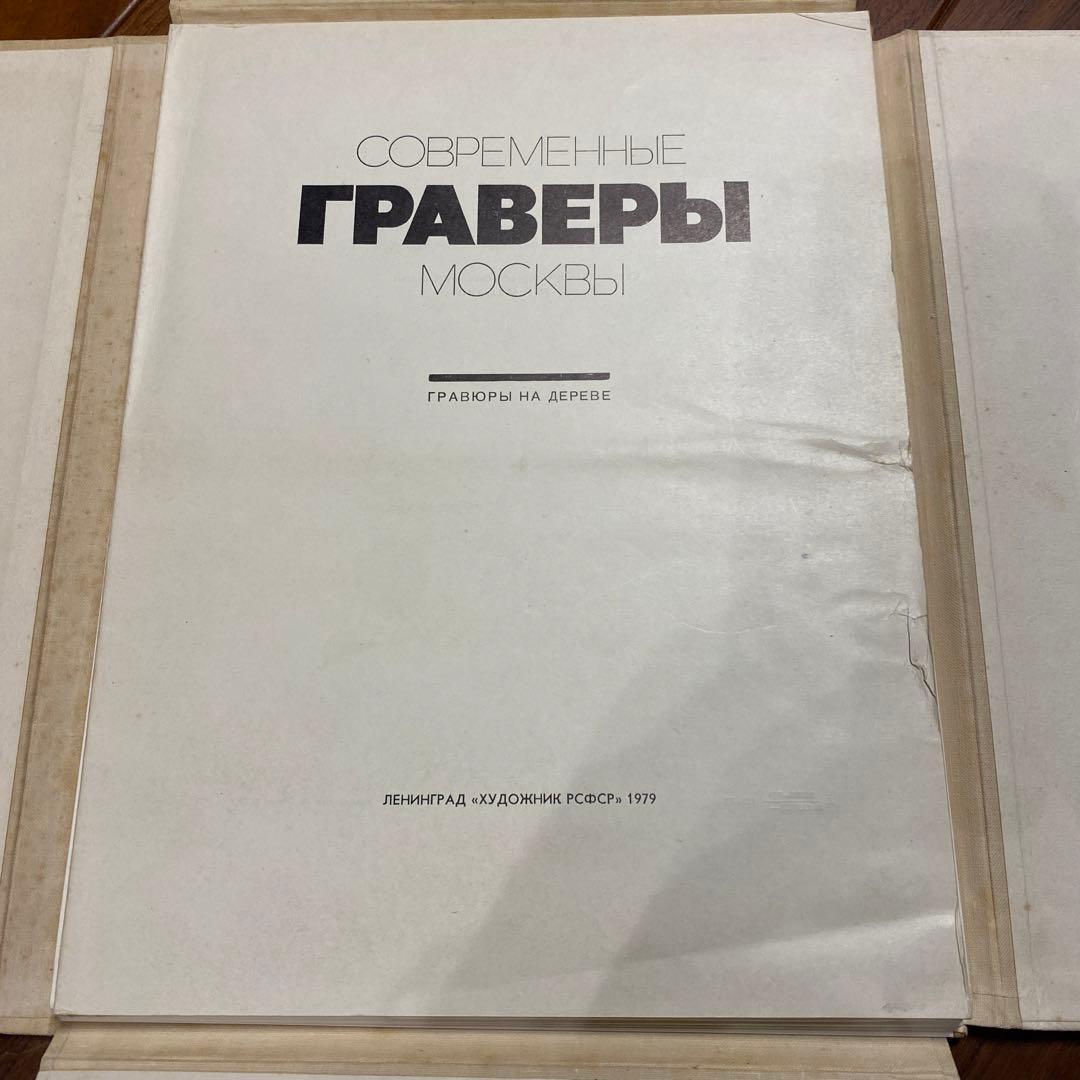 СОВРЕМЕННЫЕ
ГРАВЕРЫ
МОСКВЫ
ГРАВЮРЫ НА ДЕРЕВЕ
ЛЕНИНГРАД «ХУДОЖНИК РСФСР» 1979